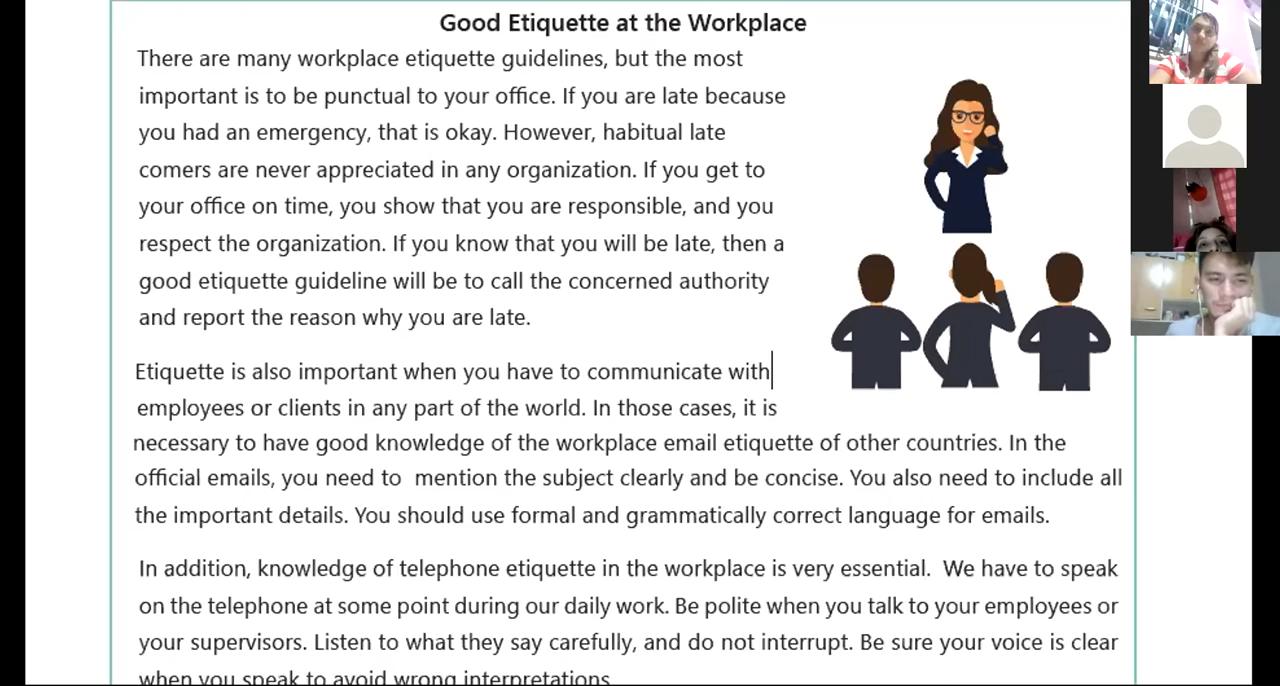 Good Etiquette at the Workplace
There are many workplace etiquette guidelines, but the most
important is to be punctual to your office. If you are late because
you had an emergency, that is okay. However, habitual late
comers are never appreciated in any organization. If you get to
your office on time, you show that you are responsible, and you
respect the organization. If you know that you will be late, then a
good etiquette guideline will be to call the concerned authority
and report the reason why you are late.
Etiquette is also important when you have to communicate with
employees or clients in any part of the world. In those cases, it is
necessary to have good knowledge of the workplace email etiquette of other countries. In the
official emails, you need to  mention the subject clearly and be concise. You also need to include all
the important details. You should use formal and grammatically correct language for emails.
In addition, knowledge of telephone etiquette in the workplace is very essential.  We have to speak
on the telephone at some point during our daily work. Be polite when you talk to your employees or
your supervisors. Listen to what they say carefully, and do not interrupt. Be sure your voice is clear
when you speak to avoid wrong interpretations